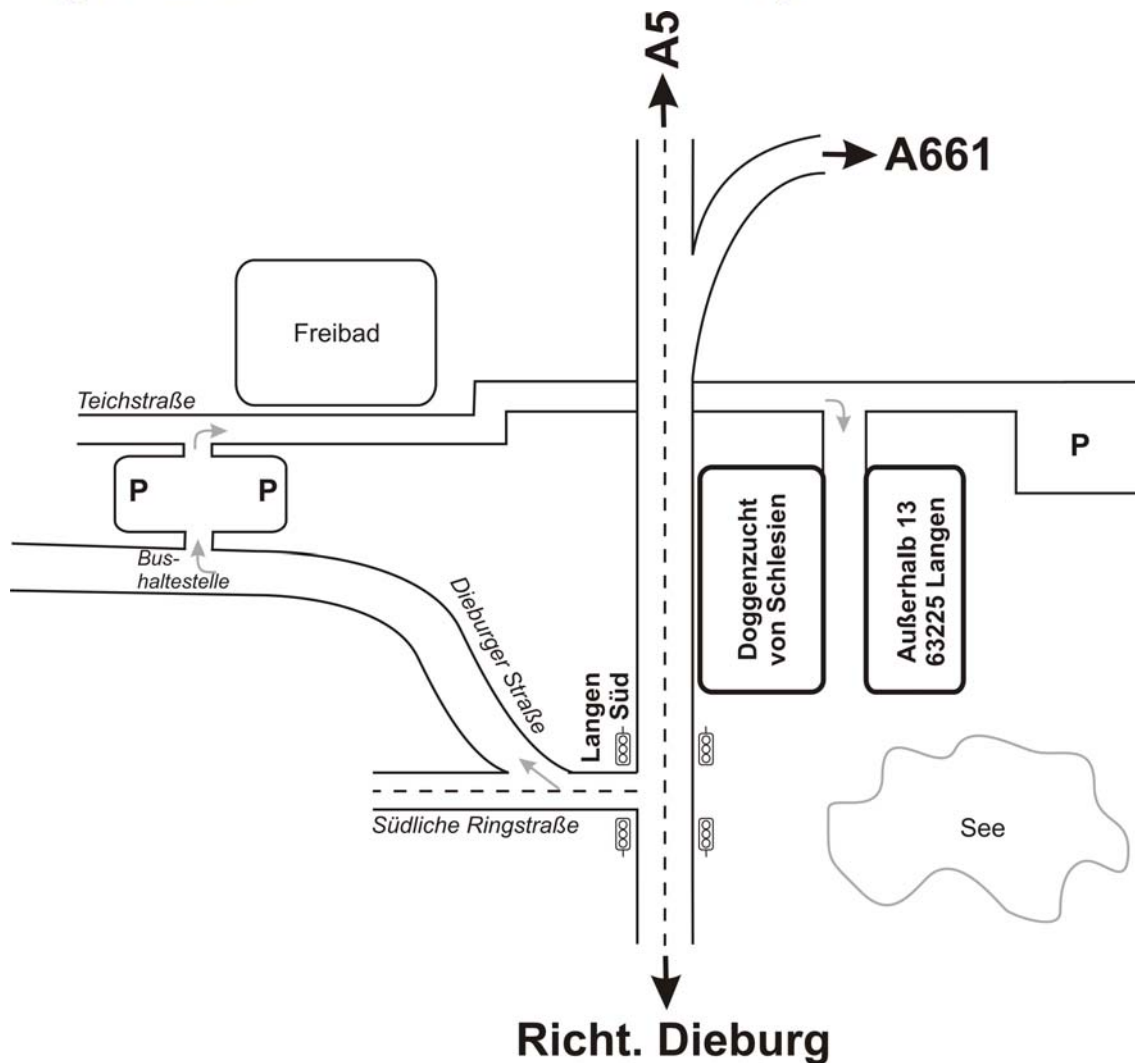 A5
A661
Freibad
Teichstraße
P
P
P
Bus-
haltestelle
Dieburger Straße
Doggenzucht
von Schlesien
Außerhalb 13
63225 Langen
Langen
Süd
Südliche Ringstraße
See
Richt. Dieburg